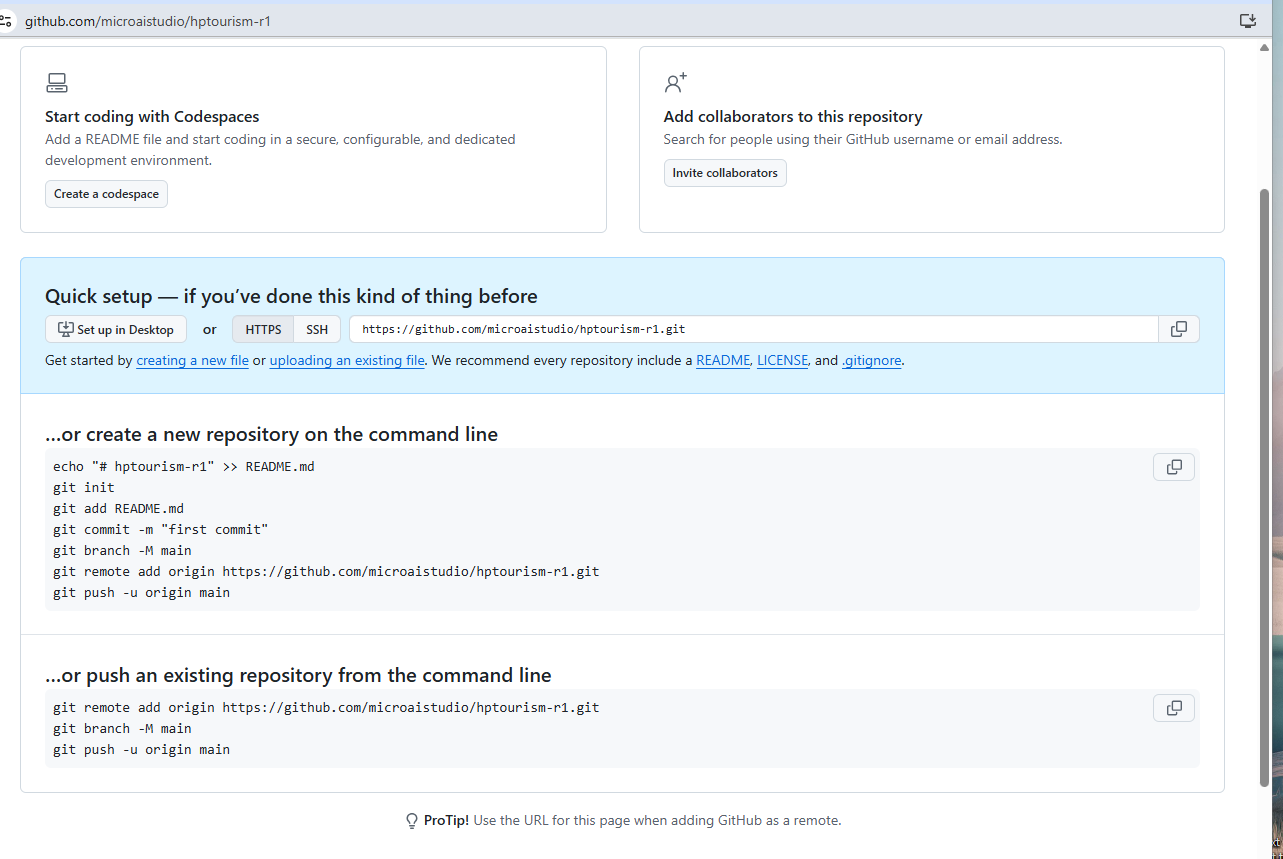 github.com/microaistudio/hptourism-r1
Start coding with Codespaces
Add a README file and start coding in a secure, configurable, and dedicated
development environment.
Create a codespace
Add collaborators to this repository
Search for people using their GitHub username or email address.
Invite collaborators
Quick setup — if you’ve done this kind of thing before
Set up in Desktop or HTTPS SSH https://github.com/microaistudio/hptourism-r1.git
Get started by creating a new file or uploading an existing file. We recommend every repository include a README, LICENSE, and .gitignore.
…or create a new repository on the command line
echo "# hptourism-r1" >> README.md
git init
git add README.md
git commit -m "first commit"
git branch -M main
git remote add origin https://github.com/microaistudio/hptourism-r1.git
git push -u origin main
…or push an existing repository from the command line
git remote add origin https://github.com/microaistudio/hptourism-r1.git
git branch -M main
git push -u origin main
ProTip! Use the URL for this page when adding GitHub as a remote.